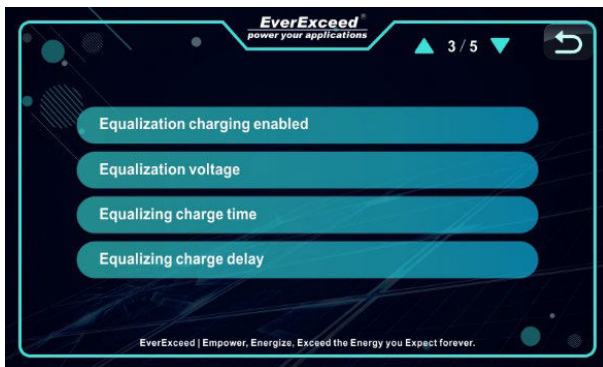 EverExceed®
power your applications
3/5
Equalization charging enabled
Equalization voltage
Equalizing charge time
Equalizing charge delay
EverExceed | Empower, Energize, Exceed the Energy you Expect forever.